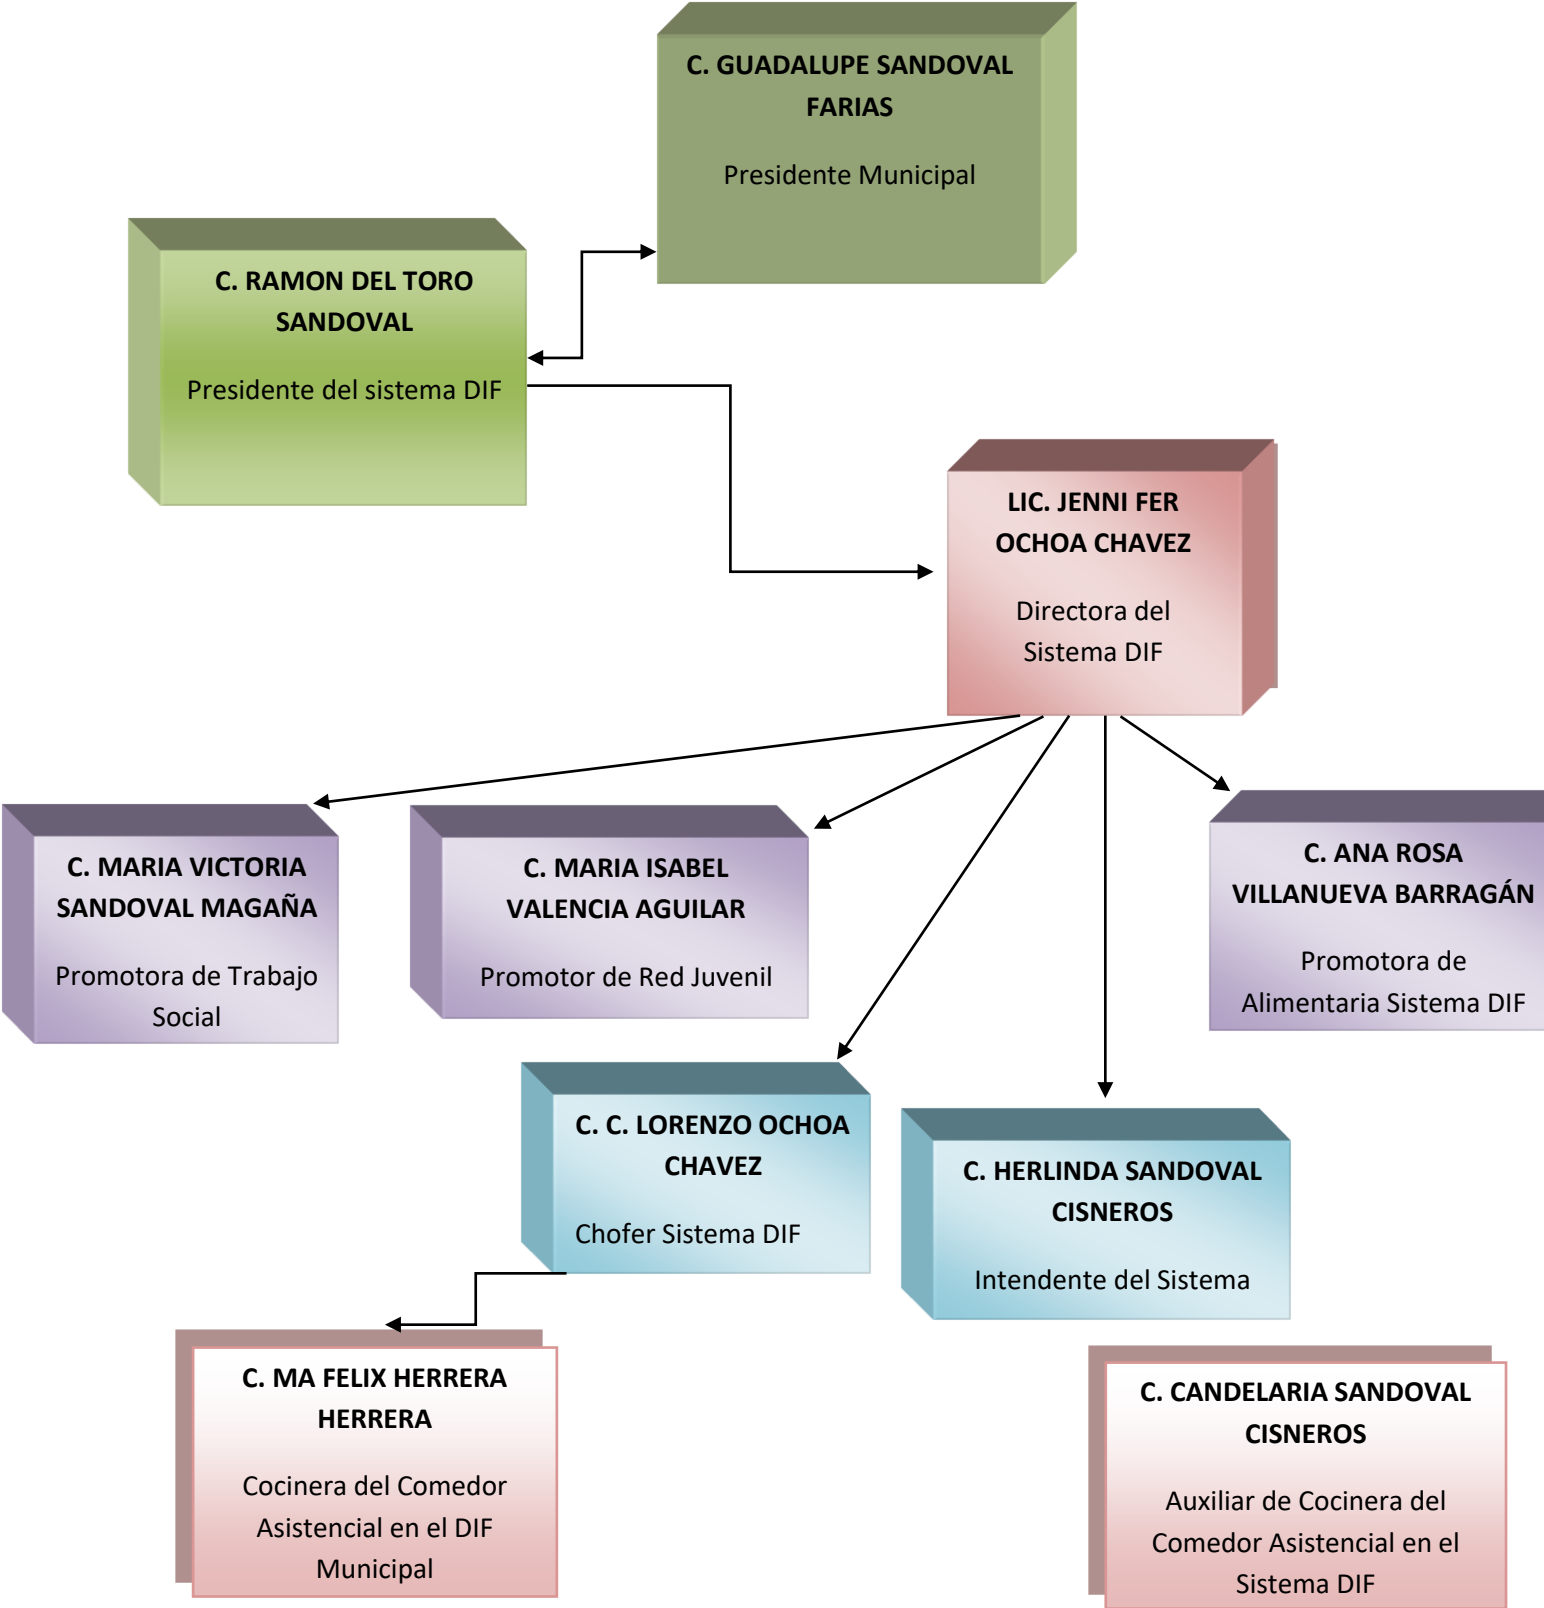 C. GUADALUPE SANDOVAL
FARIAS
Presidente Municipal
C. RAMON DEL TORO
SANDOVAL
Presidente del sistema DIF
LIC. JENNI FER
OCHOA CHAVEZ
Directora del
Sistema DIF
C. MARIA VICTORIA
SANDOVAL MAGAÑA
Promotora de Trabajo
Social
C. MARIA ISABEL
VALENCIA AGUILAR
Promotor de Red Juvenil
C. ANA ROSA
VILLANUEVA BARRAGÁN
Promotora de
Alimentaria Sistema DIF
C. C. LORENZO OCHOA
CHAVEZ
Chofer Sistema DIF
C. HERLINDA SANDOVAL
CISNEROS
Intendente del Sistema
C. MA FELIX HERRERA
HERRERA
Cocinera del Comedor
Asistencial en el DIF
Municipal
C. CANDELARIA SANDOVAL
CISNEROS
Auxiliar de Cocinera del
Comedor Asistencial en el
Sistema DIF